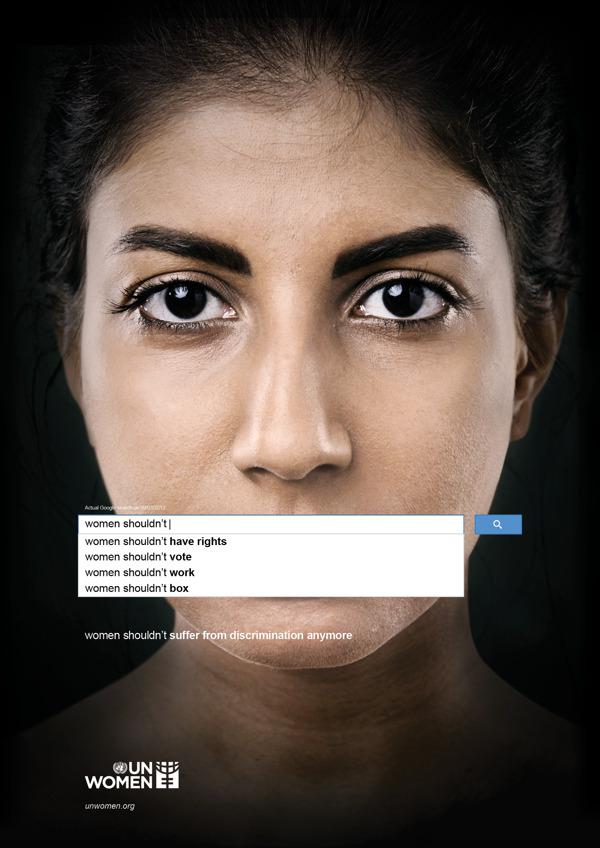 women shouldn't
women shouldn't have rights
women shouldn't vote
women shouldn't work
women shouldn't box
women shouldn't suffer from discrimination anymore
UN
WOMEN
unwomen.org